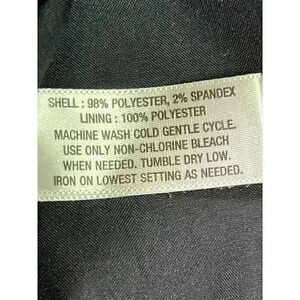 SHELL : 98% POLYESTER, 2% SPANDEX
LINING : 100% POLYESTER
MACHINE WASH COLD GENTLE CYCLE.
USE ONLY NON-CHLORINE BLEACH
WHEN NEEDED. TUMBLE DRY LOW.
IRON ON LOWEST SETTING AS NEEDED.